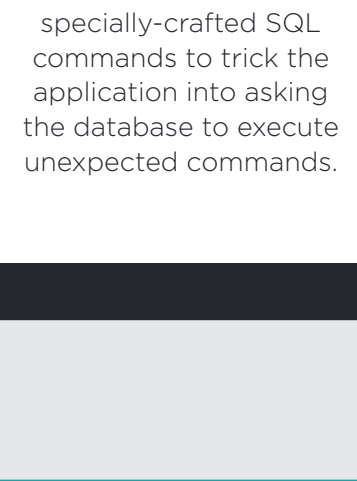 specially-crafted SQL
commands to trick the
application into asking
the database to execute
unexpected commands.